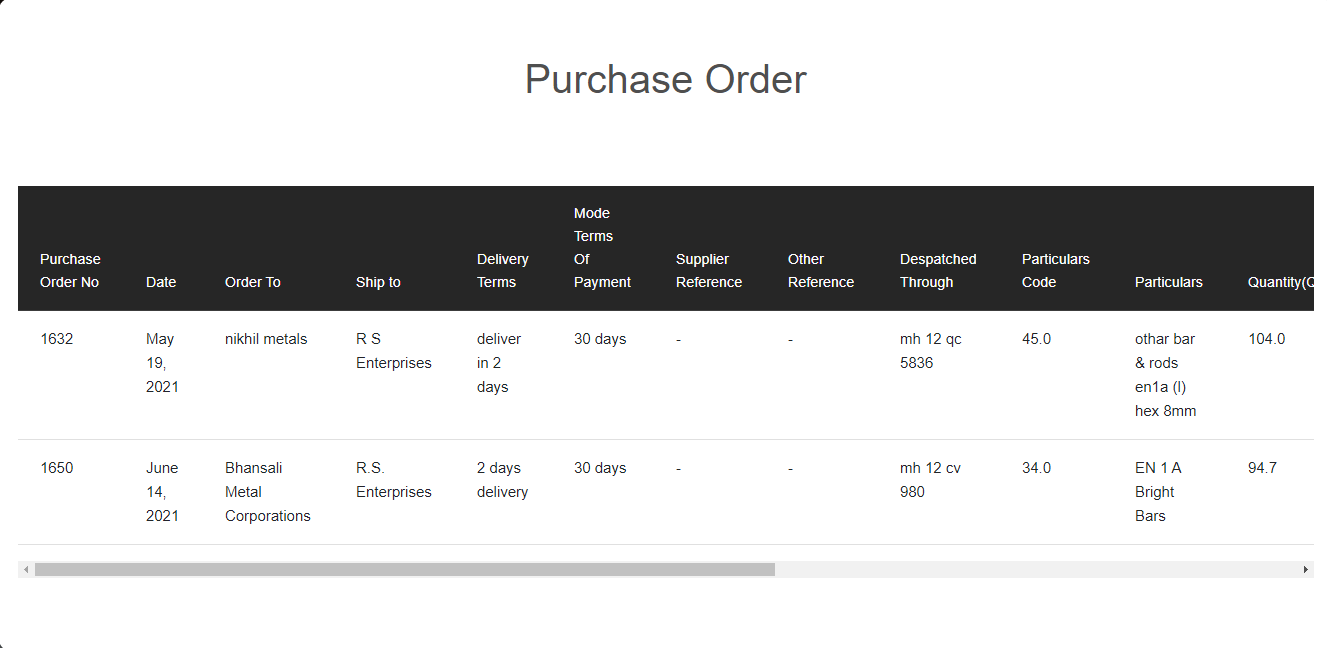 Purchase Order
Purchase Order No Date Order To Ship to Delivery Terms Mode Terms Of Payment Supplier Reference Other Reference Despatched Through Particulars Code Particulars Quantity(Q
1632 May 19, 2021 nikhil metals R S Enterprises deliver in 2 days 30 days - - mh 12 qc 5836 45.0 othar bar & rods en1a (l) hex 8mm 104.0
1650 June 14, 2021 Bhansali Metal Corporations R.S. Enterprises 2 days delivery 30 days - - mh 12 cv 980 34.0 EN 1 A Bright Bars 94.7